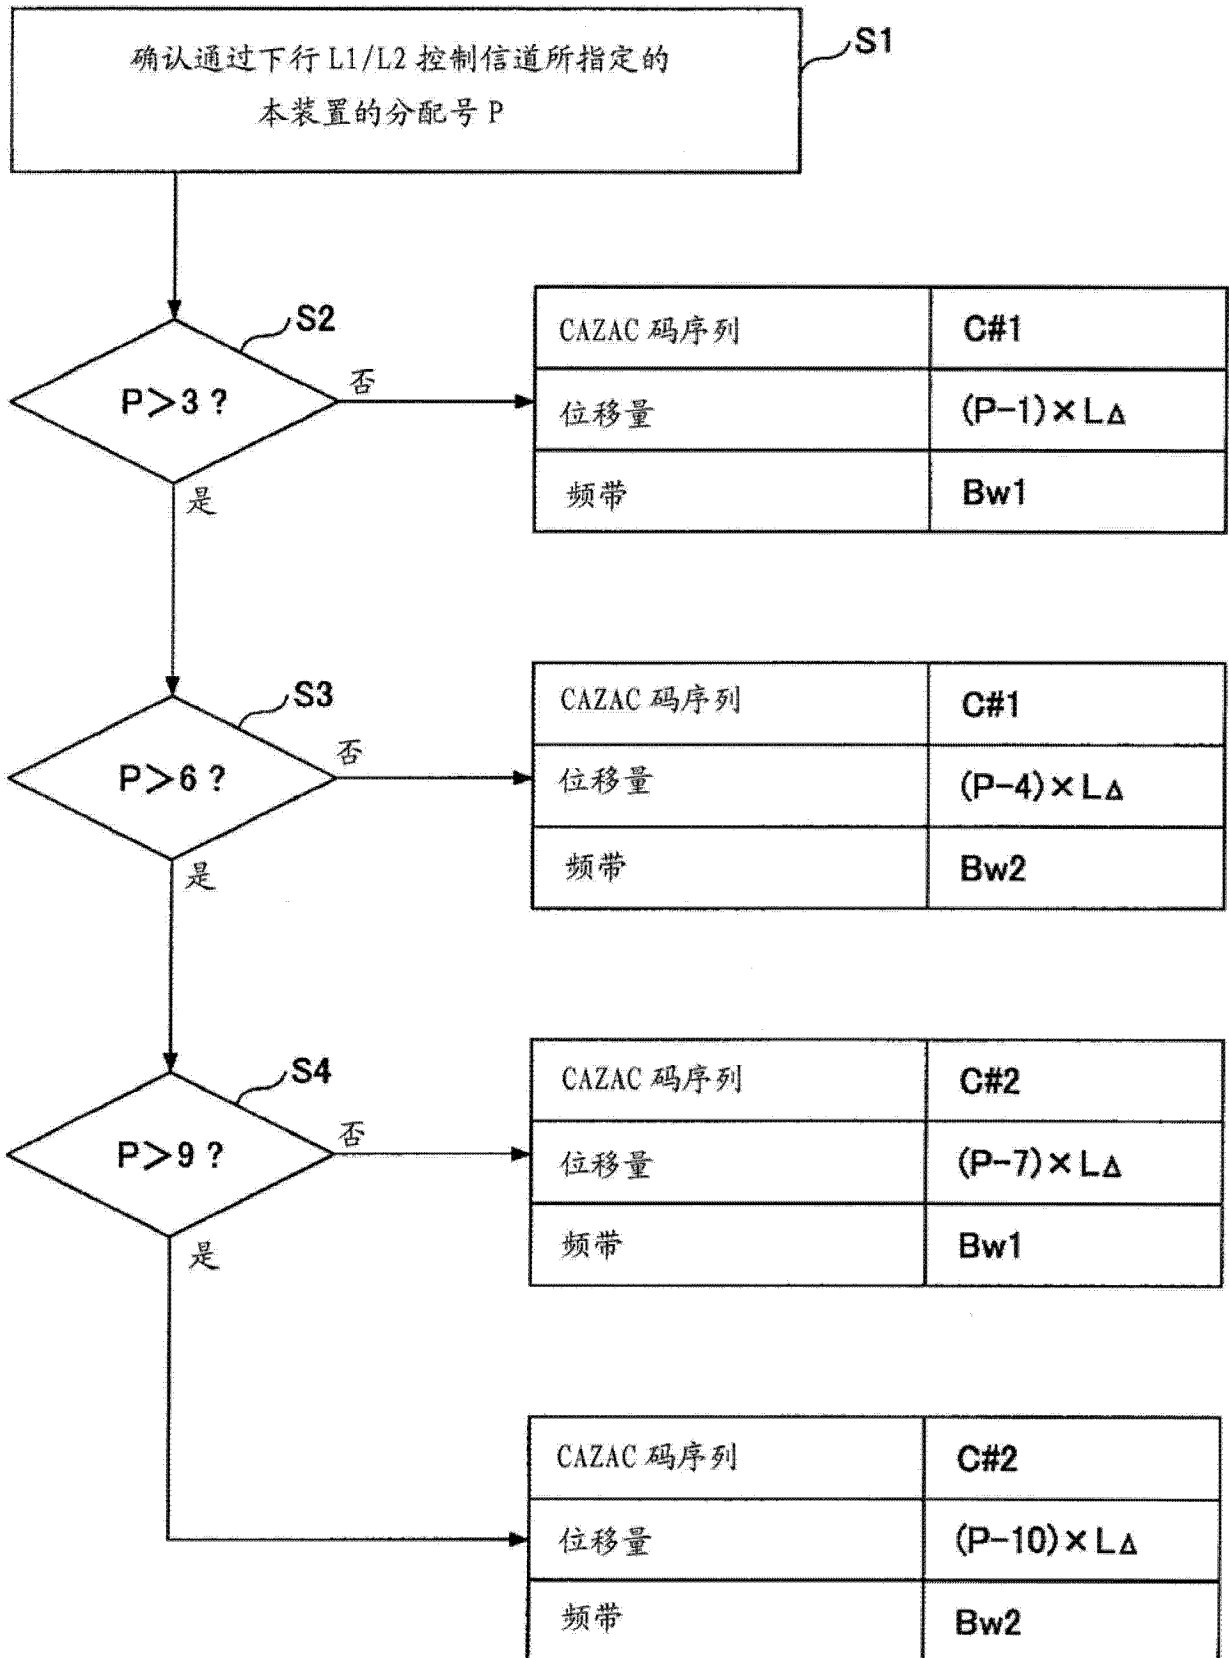 确认通过下行 L1/L2 控制信道所指定的
本装置的分配号 P
S1
S2
P＞3 ?
否
是
CAZAC 码序列 C#1
位移量 (P-1)×L△
频带 Bw1
S3
P＞6 ?
否
是
CAZAC 码序列 C#1
位移量 (P-4)×L△
频带 Bw2
S4
P＞9 ?
否
是
CAZAC 码序列 C#2
位移量 (P-7)×L△
频带 Bw1
CAZAC 码序列 C#2
位移量 (P-10)×L△
频带 Bw2